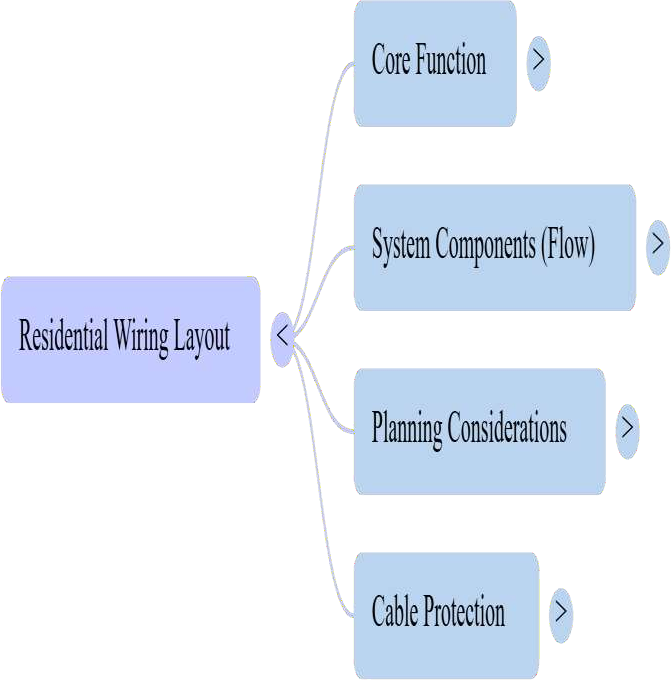 Core Function
System Components (Flow)
Residential Wiring Layout
Planning Considerations
Cable Protection